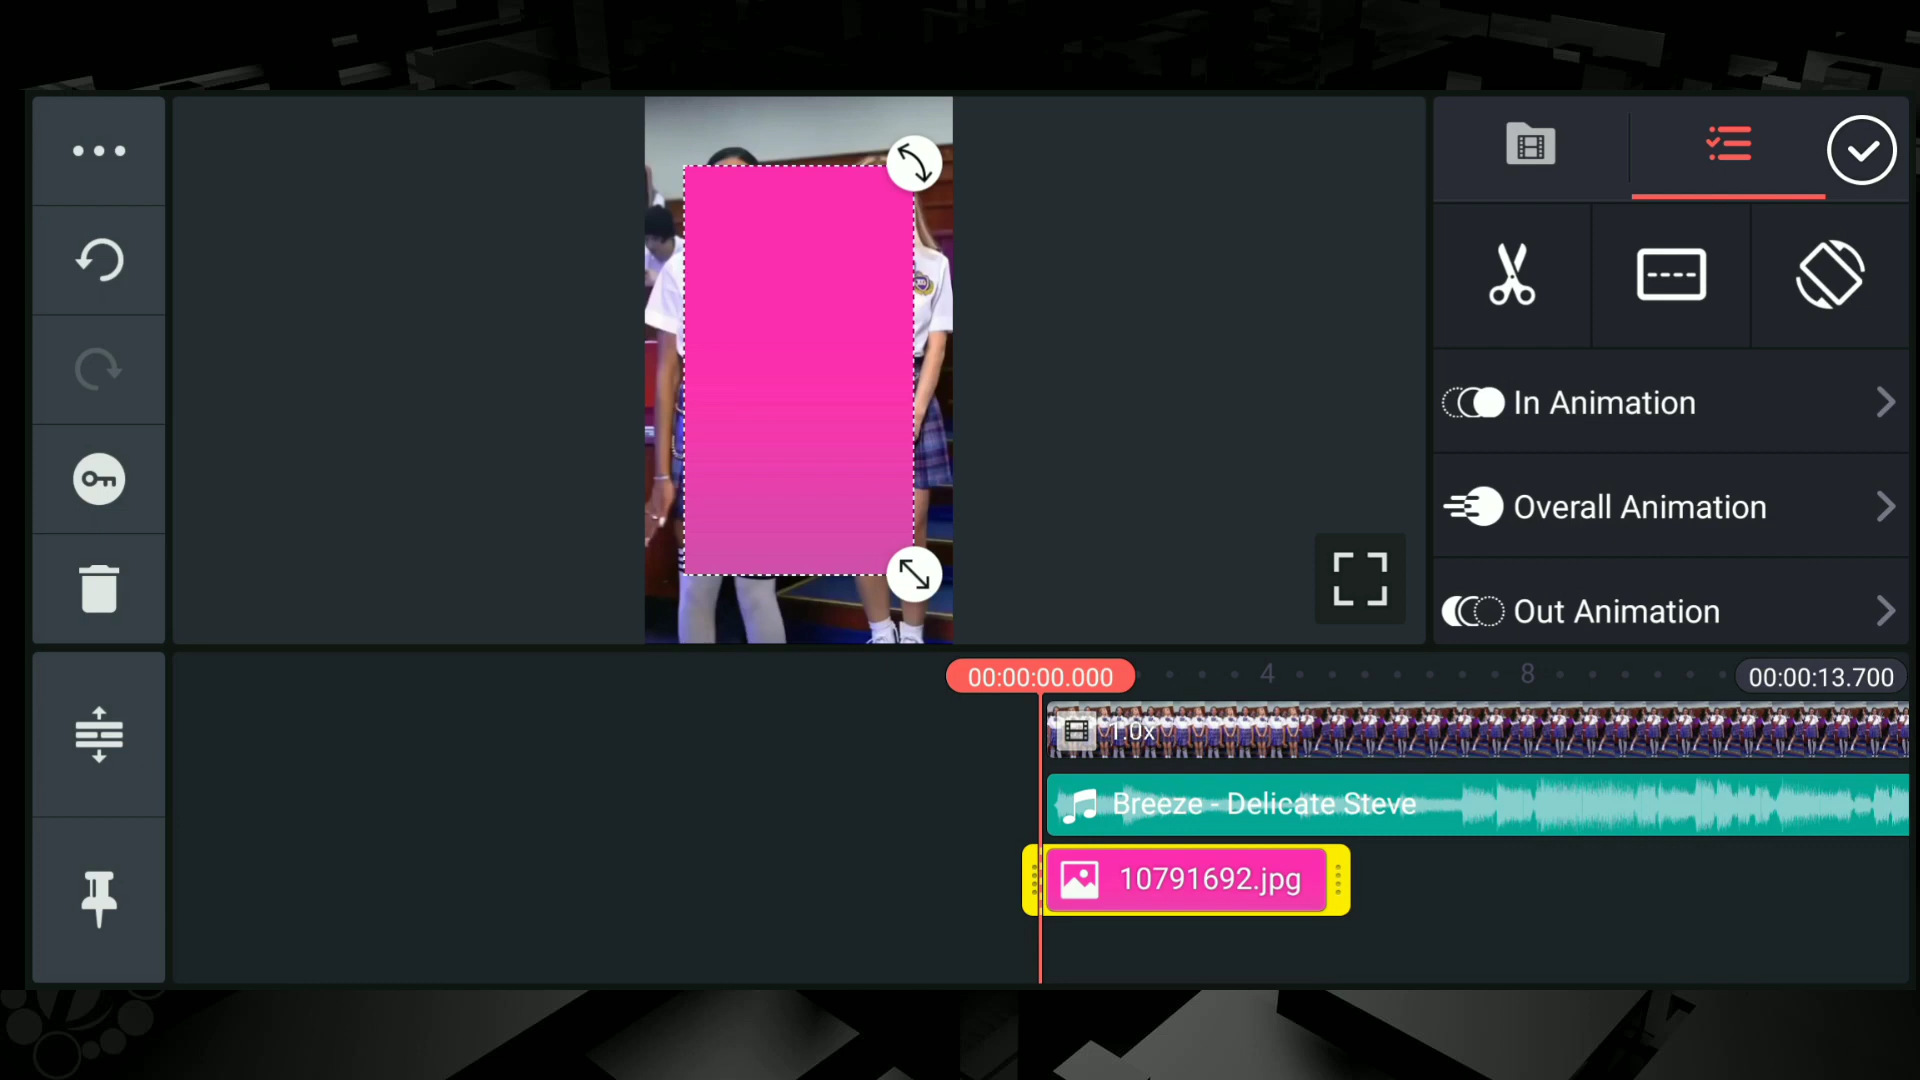 In Animation
Overall Animation
Out Animation
00:00:00.000
4
8
00:00:13.700
1.0x
Breeze - Delicate Steve
10791692.jpg